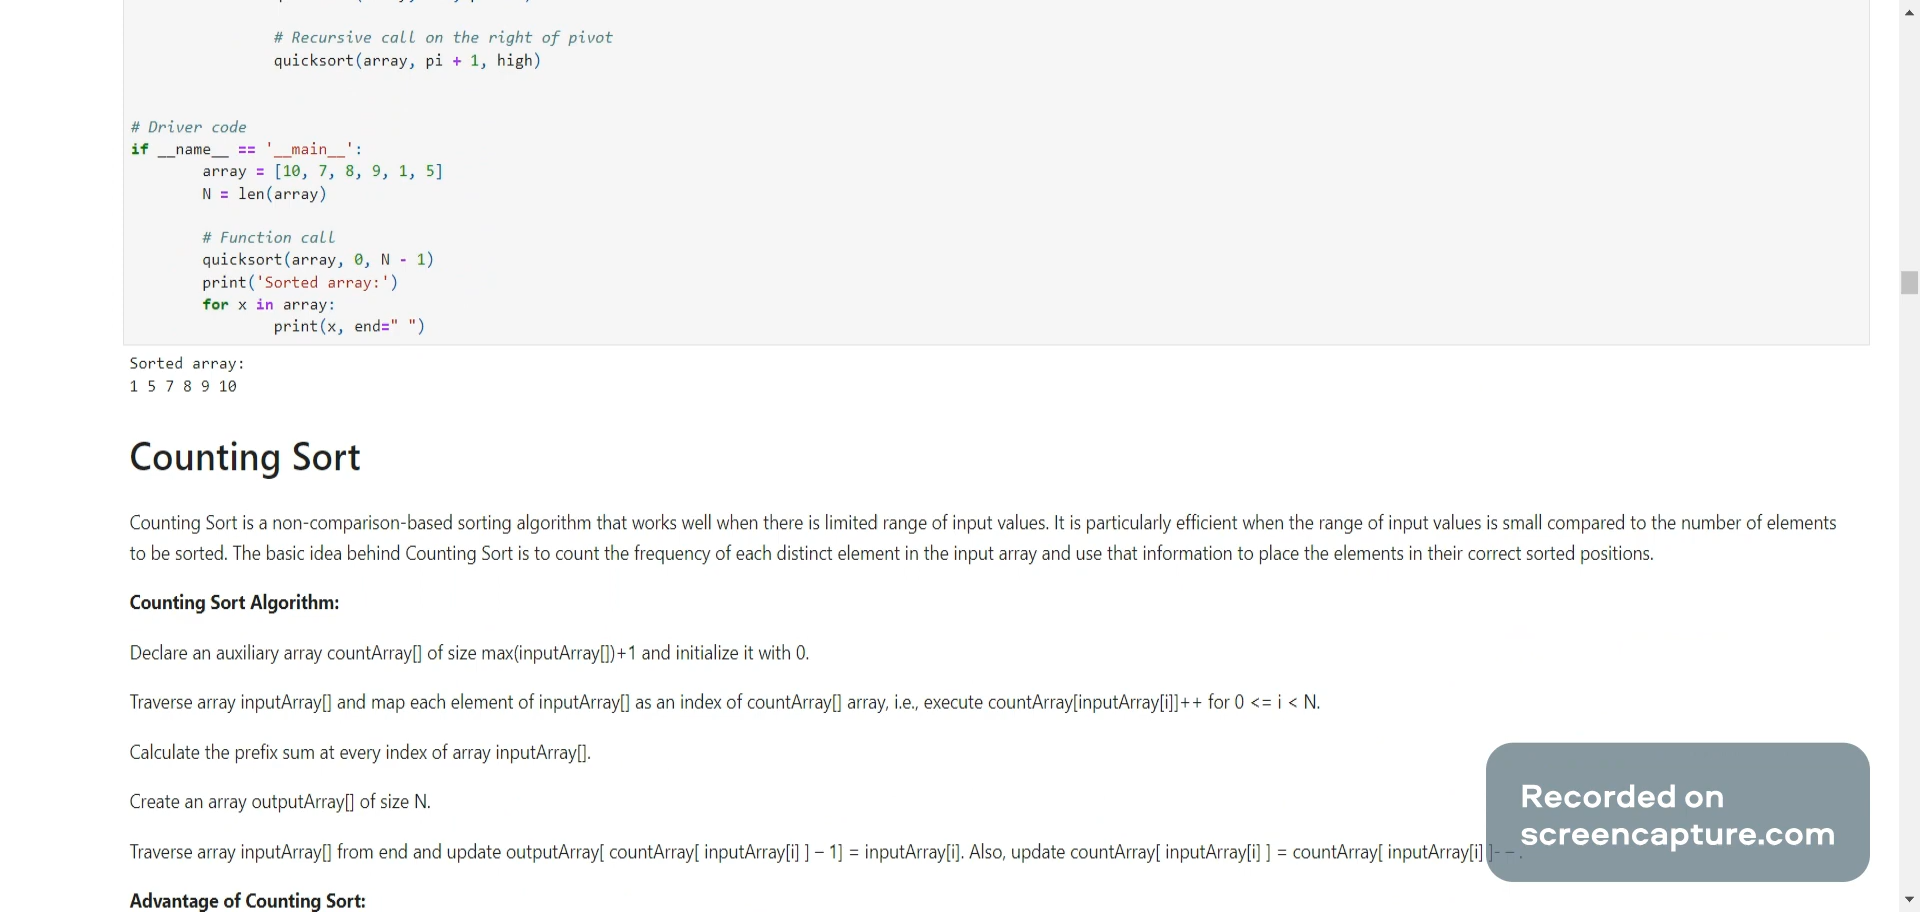 # Recursive call on the right of pivot
quicksort(array, pi + 1, high)
# Driver code
if __name__ == '__main__':
array = [10, 7, 8, 9, 1, 5]
N = len(array)
# Function call
quicksort(array, 0, N - 1)
print('Sorted array:')
for x in array:
print(x, end=" ")
Sorted array:
1 5 7 8 9 10
Counting Sort
Counting Sort is a non-comparison-based sorting algorithm that works well when there is limited range of input values. It is particularly efficient when the range of input values is small compared to the number of elements
to be sorted. The basic idea behind Counting Sort is to count the frequency of each distinct element in the input array and use that information to place the elements in their correct sorted positions.
Counting Sort Algorithm:
Declare an auxiliary array countArray[] of size max(inputArray[])+1 and initialize it with 0.
Traverse array inputArray[] and map each element of inputArray[] as an index of countArray[] array, i.e., execute countArray[inputArray[i]]++ for 0 <= i < N.
Calculate the prefix sum at every index of array inputArray[].
Create an array outputArray[] of size N.
Traverse array inputArray[] from end and update outputArray[ countArray[ inputArray[i] ] – 1] = inputArray[i]. Also, update countArray[ inputArray[i] ] = countArray[ inputArray[i] ]- – .
Advantage of Counting Sort:
Recorded on
screencapture.com